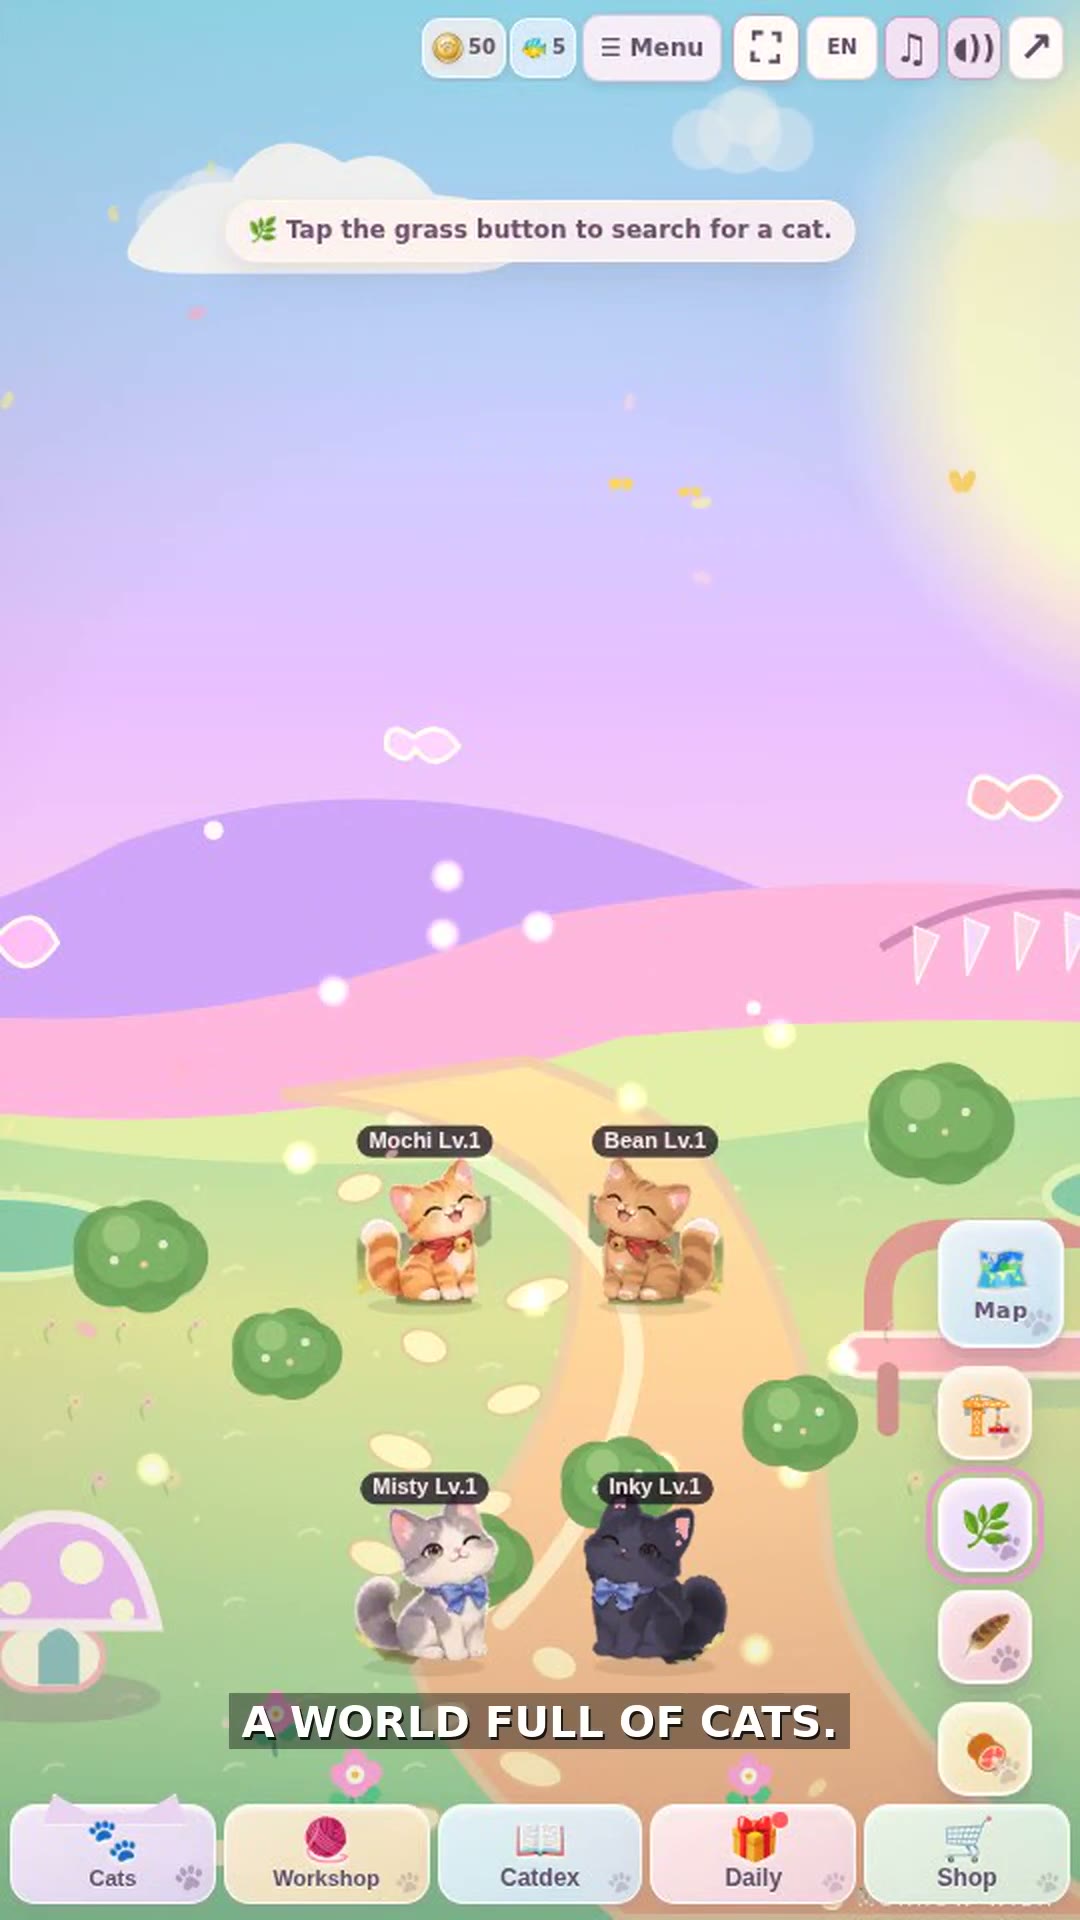 50
5
☰ Menu
EN
Tap the grass button to search for a cat.
Mochi Lv.1
Bean Lv.1
Map
Misty Lv.1
Inky Lv.1
A WORLD FULL OF CATS.
Cats
Workshop
Catdex
Daily
Shop